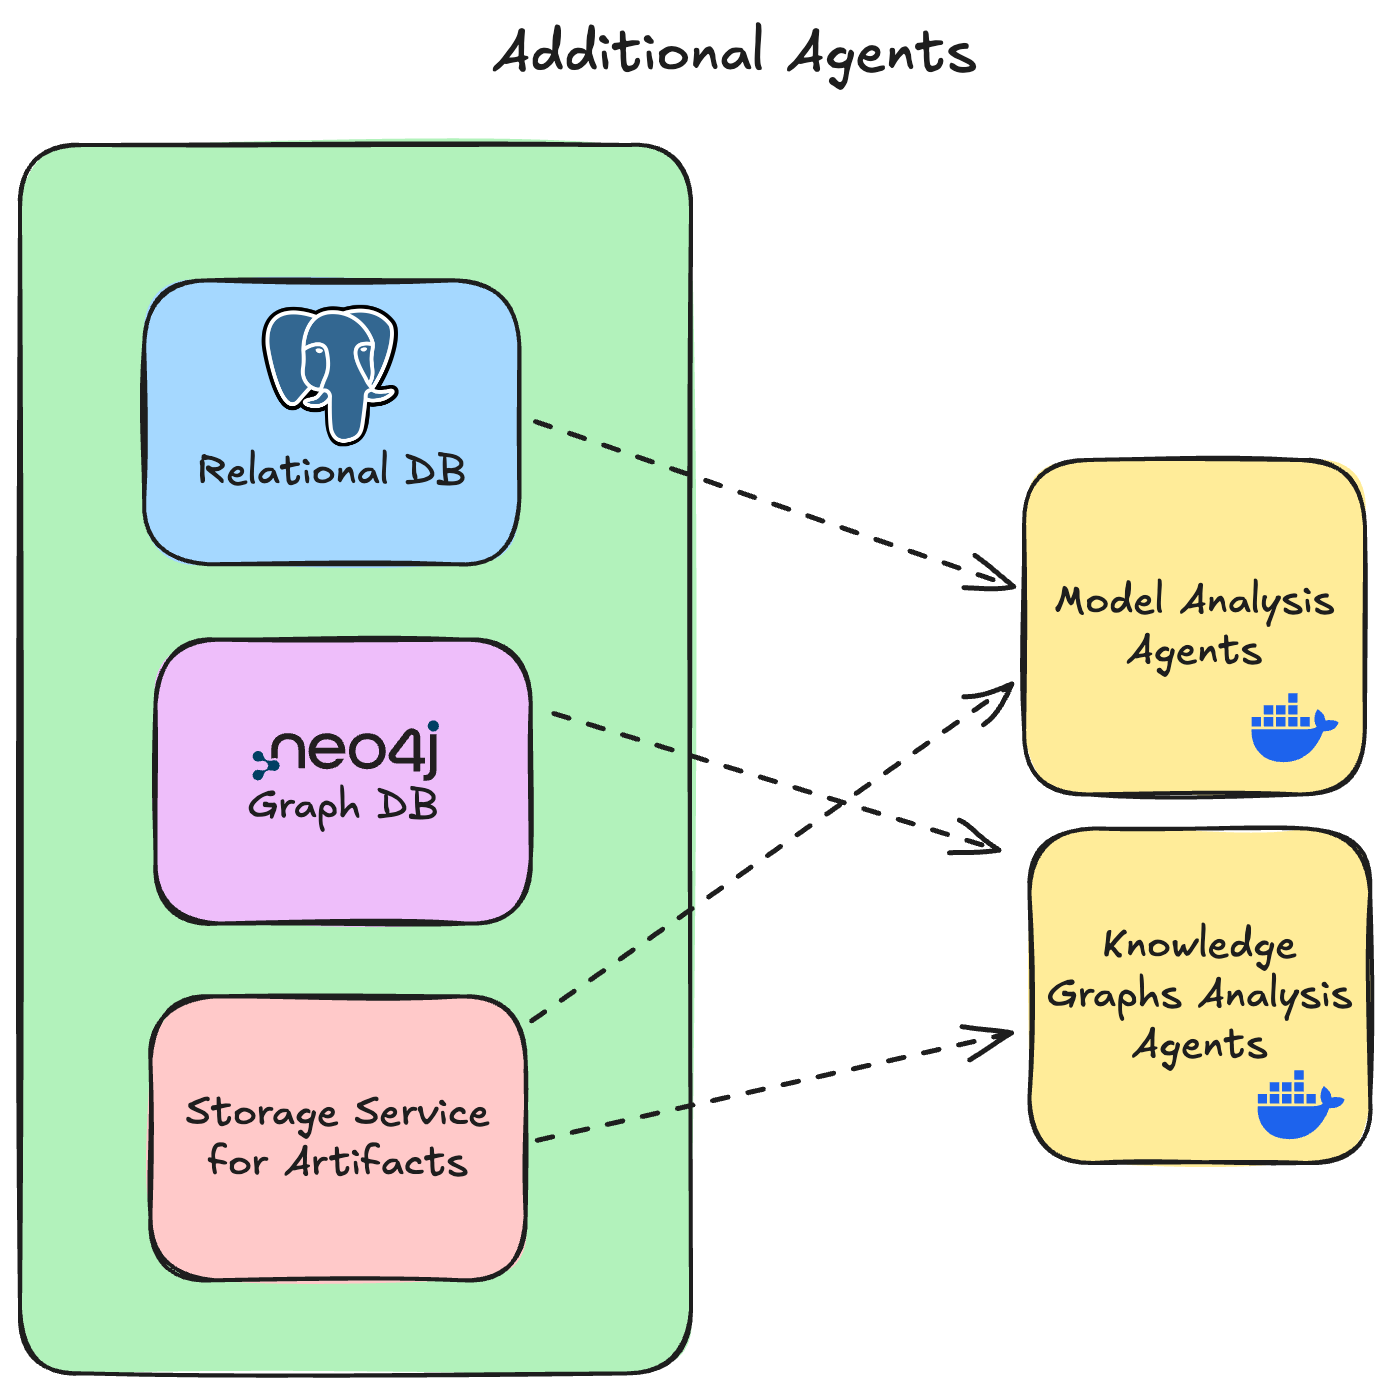 Additional Agents
Relational DB
neo4j
Graph DB
Storage Service
for Artifacts
Model Analysis
Agents
Knowledge
Graphs Analysis
Agents